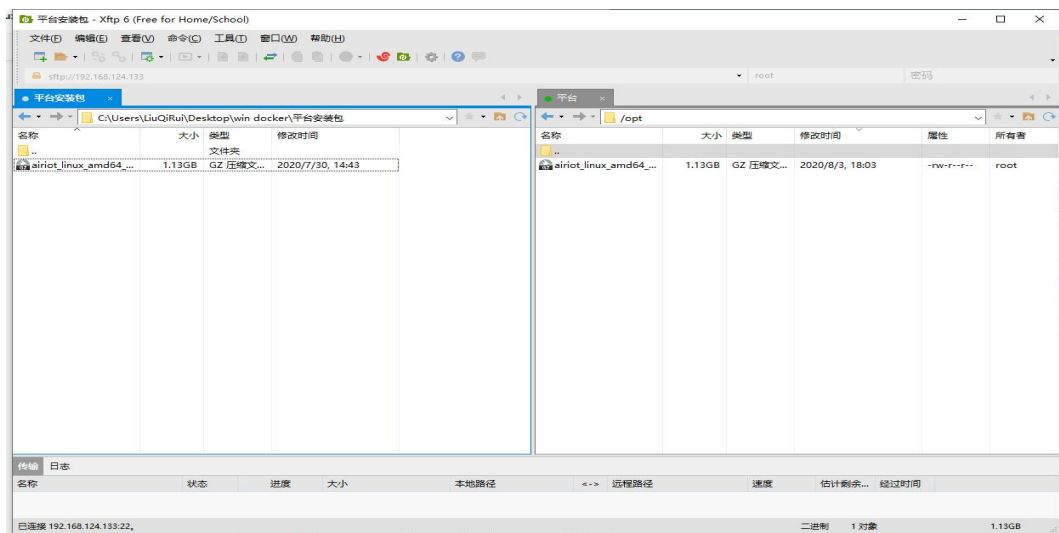 平台安装包 - Xftp 6 (Free for Home/School)
文件(F) 编辑(E) 查看(V) 命令(C) 工具(T) 窗口(W) 帮助(H)
sftp://192.168.124.133 root 密码
平台安装包 × 平台 ×
C:\Users\LiuQiRui\Desktop\win docker\平台安装包 /opt
名称 大小 类型 修改时间 名称 大小 类型 修改时间 属性 所有者
.. 文件夹 ..
airiot_linux_amd64_... 1.13GB GZ 压缩文... 2020/7/30, 14:43 airiot_linux_amd64_... 1.13GB GZ 压缩文... 2020/8/3, 18:03 -rw-r--r-- root
传输 日志
名称 状态 进度 大小 本地路径 <-> 远程路径 速度 估计剩余... 经过时间
已连接 192.168.124.133:22。 二进制 1 对象 1.13GB